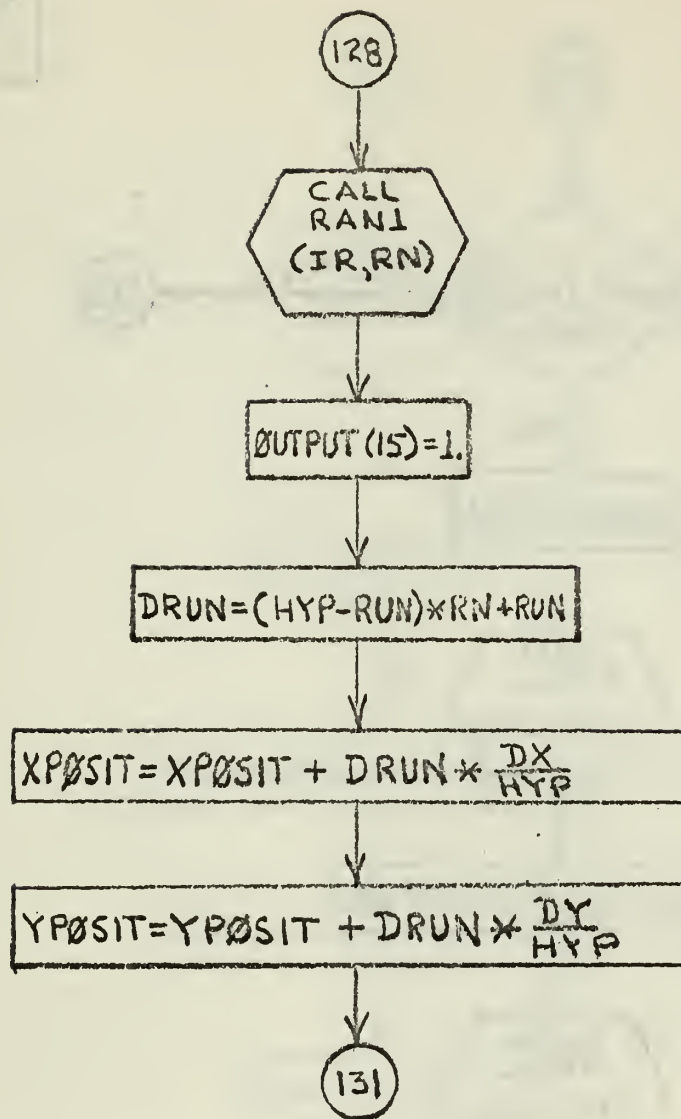 128
CALL
RAN1
(IR,RN)
ØUTPUT(15)=1.
DRUN=(HYP-RUN)*RN+RUN
XPØSIT=XPØSIT + DRUN * DX/HYP
YPØSIT=YPØSIT + DRUN * DY/HYP
131